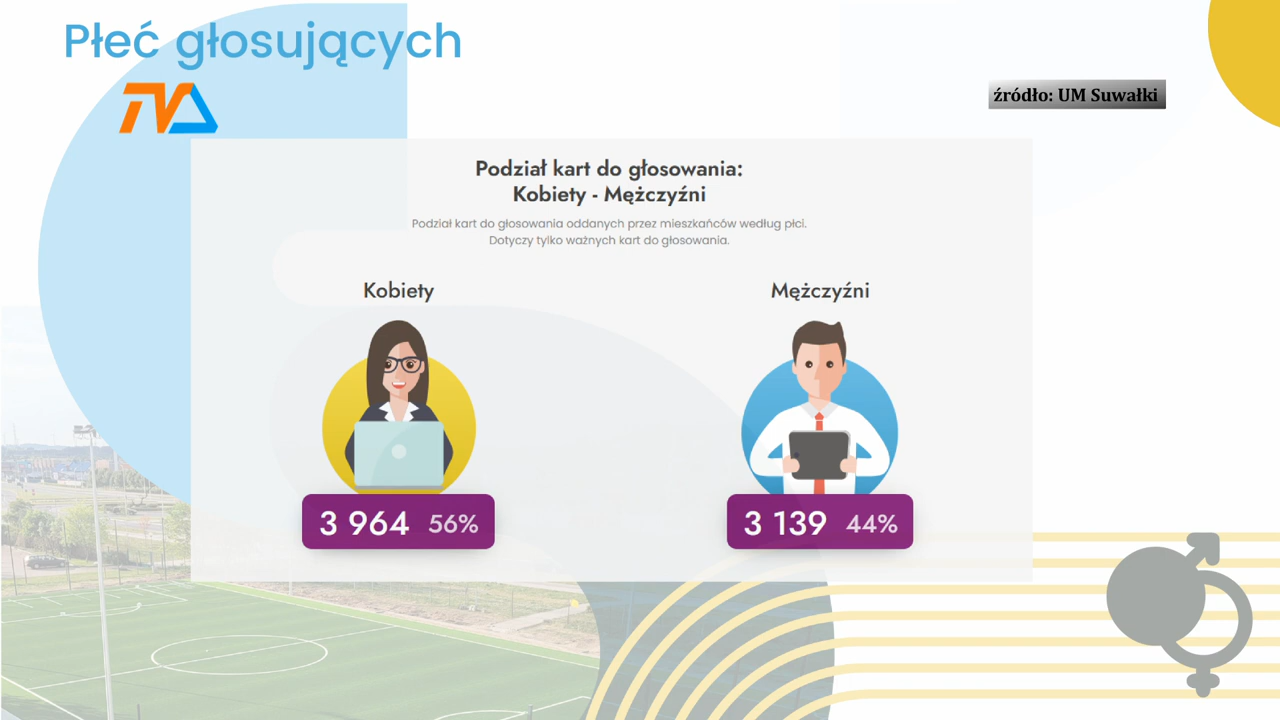 Płeć głosujących
TVA
źródło: UM Suwałki
Podział kart do głosowania:
Kobiety - Mężczyźni
Podział kart do głosowania oddanych przez mieszkańców według płci.
Dotyczy tylko ważnych kart do głosowania.
Kobiety
Mężczyźni
3 964 56%
3 139 44%